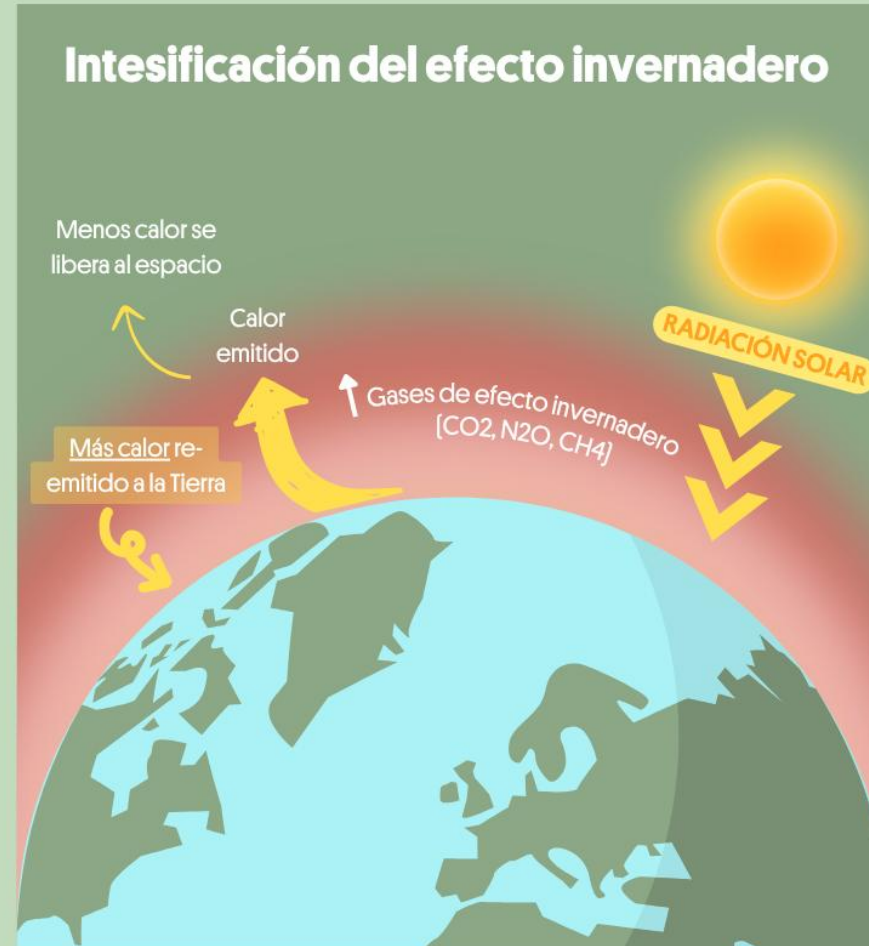 Intesificación del efecto invernadero
Menos calor se
libera al espacio
Calor
emitido
RADIACIÓN SOLAR
Gases de efecto invernadero
(CO2, N2O, CH4)
Más calor re-
emitido a la Tierra